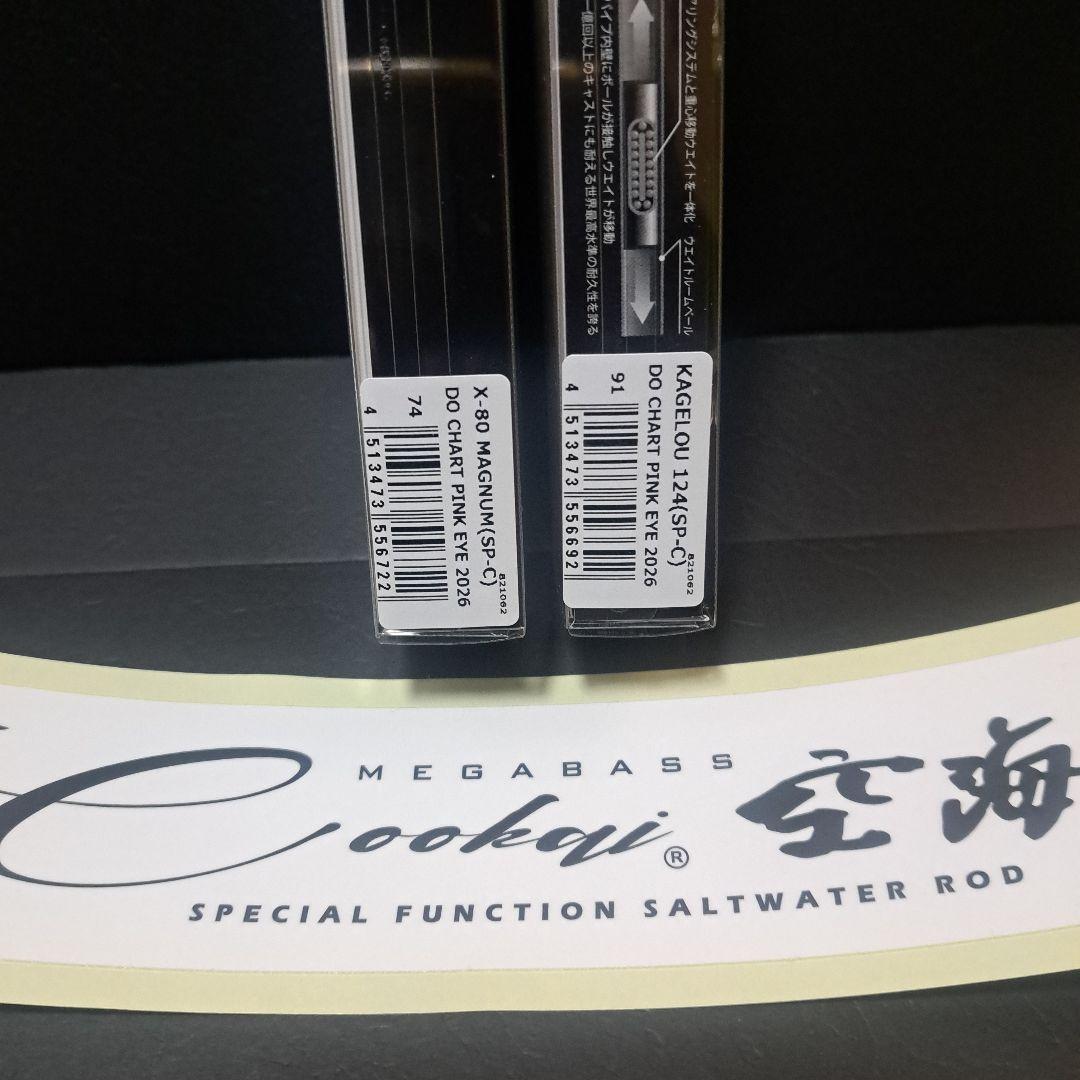 X-80 MAGNUM(SP-C)
DO CHART PINK EYE 2026
74
4 513473 556722
821062
アリングシステムと重心移動ウエイトを一体化 ウエイトルームベール
パイプ内壁にボールが接触しウエイトが移動
一億回以上のキャストにも耐える世界最高水準の耐久性を誇る
KAGELOU 124(SP-C)
DO CHART PINK EYE 2026
91
4 513473 556692
821062
MEGABASS
Cookai® 空海
SPECIAL FUNCTION SALTWATER ROD